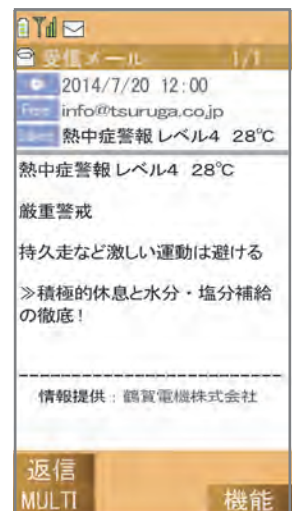 受信メール 1/1
2014/7/20 12:00
From info@tsuruga.co.jp
熱中症警報 レベル4 28℃
熱中症警報 レベル4 28℃
厳重警戒
持久走など激しい運動は避ける
≫積極的休息と水分・塩分補給
の徹底!
情報提供:鶴賀電機株式会社
返信
MULTI 機能